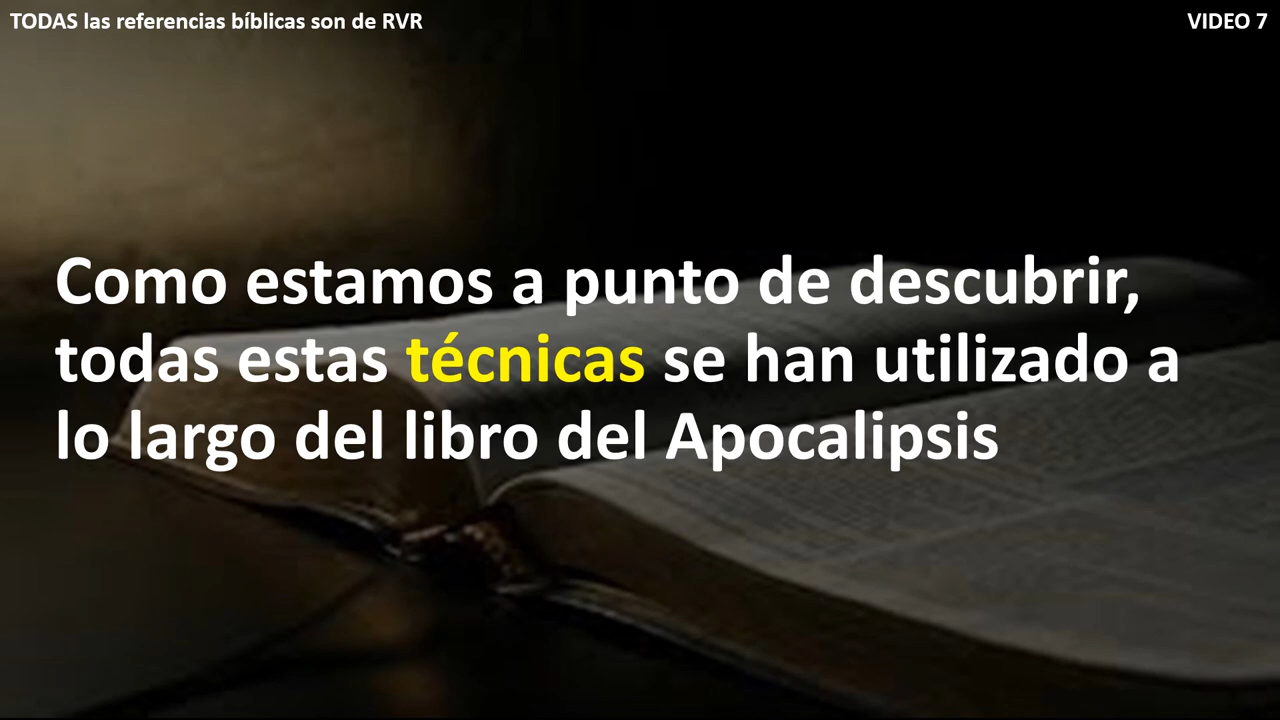 TODAS las referencias bíblicas son de RVR
VIDEO 7
Como estamos a punto de descubrir,
todas estas técnicas se han utilizado a
lo largo del libro del Apocalipsis